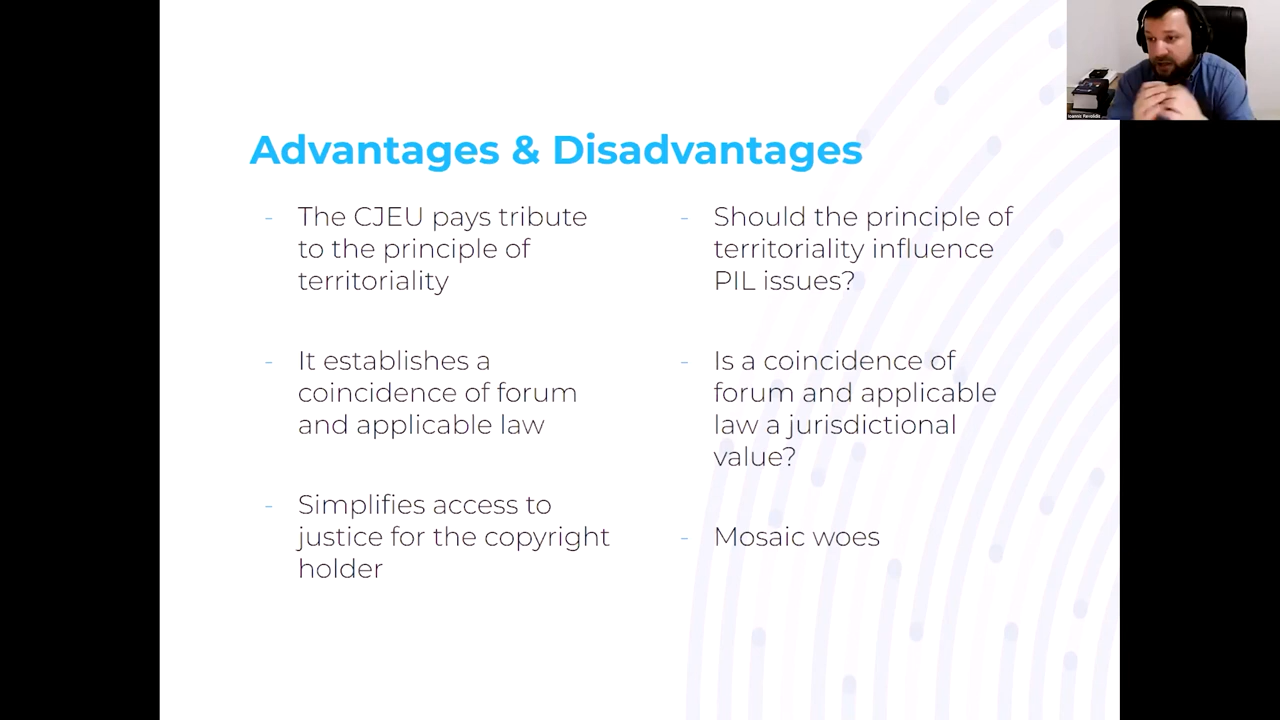 Advantages & Disadvantages
- The CJEU pays tribute
to the principle of
territoriality
- It establishes a
coincidence of forum
and applicable law
- Simplifies access to
justice for the copyright
holder
- Should the principle of
territoriality influence
PIL issues?
- Is a coincidence of
forum and applicable
law a jurisdictional
value?
- Mosaic woes
Ioannis Revolidis